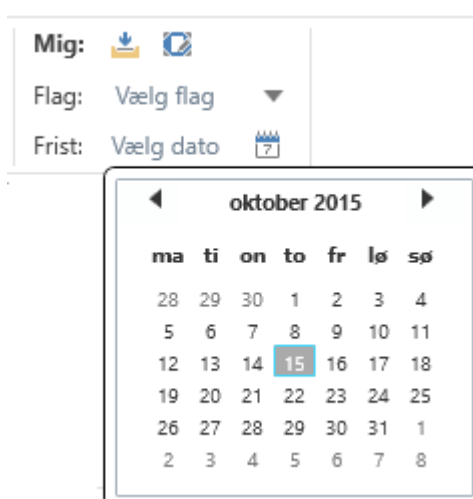 Mig:
Flag: Vælg flag
Frist: Vælg dato 7
oktober 2015
ma ti on to fr lø sø
28 29 30 1 2 3 4
5 6 7 8 9 10 11
12 13 14 15 16 17 18
19 20 21 22 23 24 25
26 27 28 29 30 31 1
2 3 4 5 6 7 8